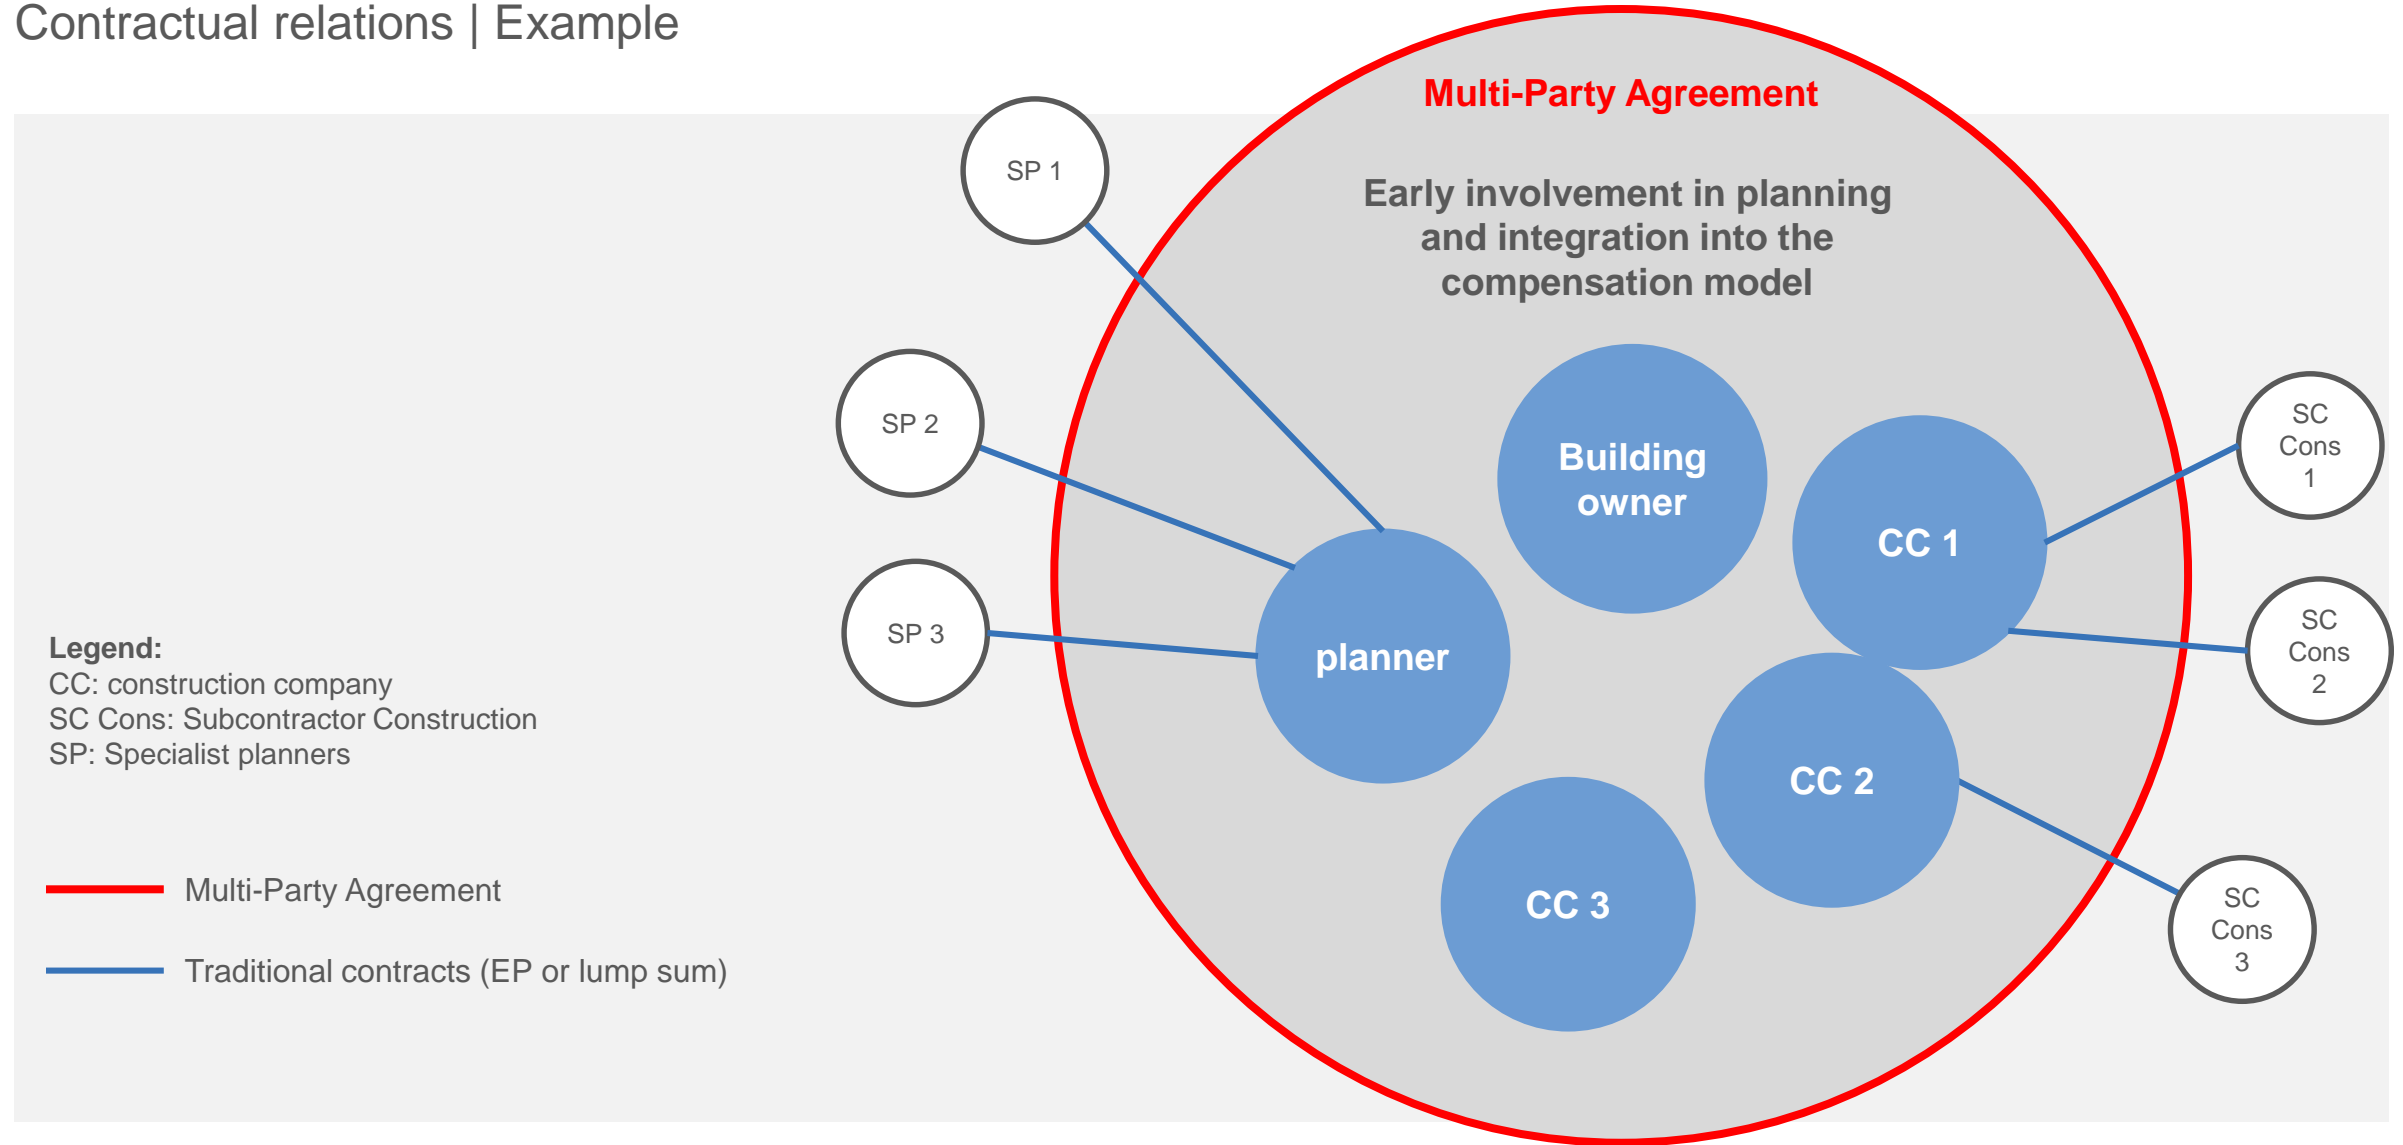 Contractual relations | Example
Multi-Party Agreement
Early involvement in planning
and integration into the
compensation model
SP 1
SP 2
SP 3
Building
owner
planner
CC 1
CC 2
CC 3
SC
Cons
1
SC
Cons
2
SC
Cons
3
Legend:
CC: construction company
SC Cons: Subcontractor Construction
SP: Specialist planners
Multi-Party Agreement
Traditional contracts (EP or lump sum)